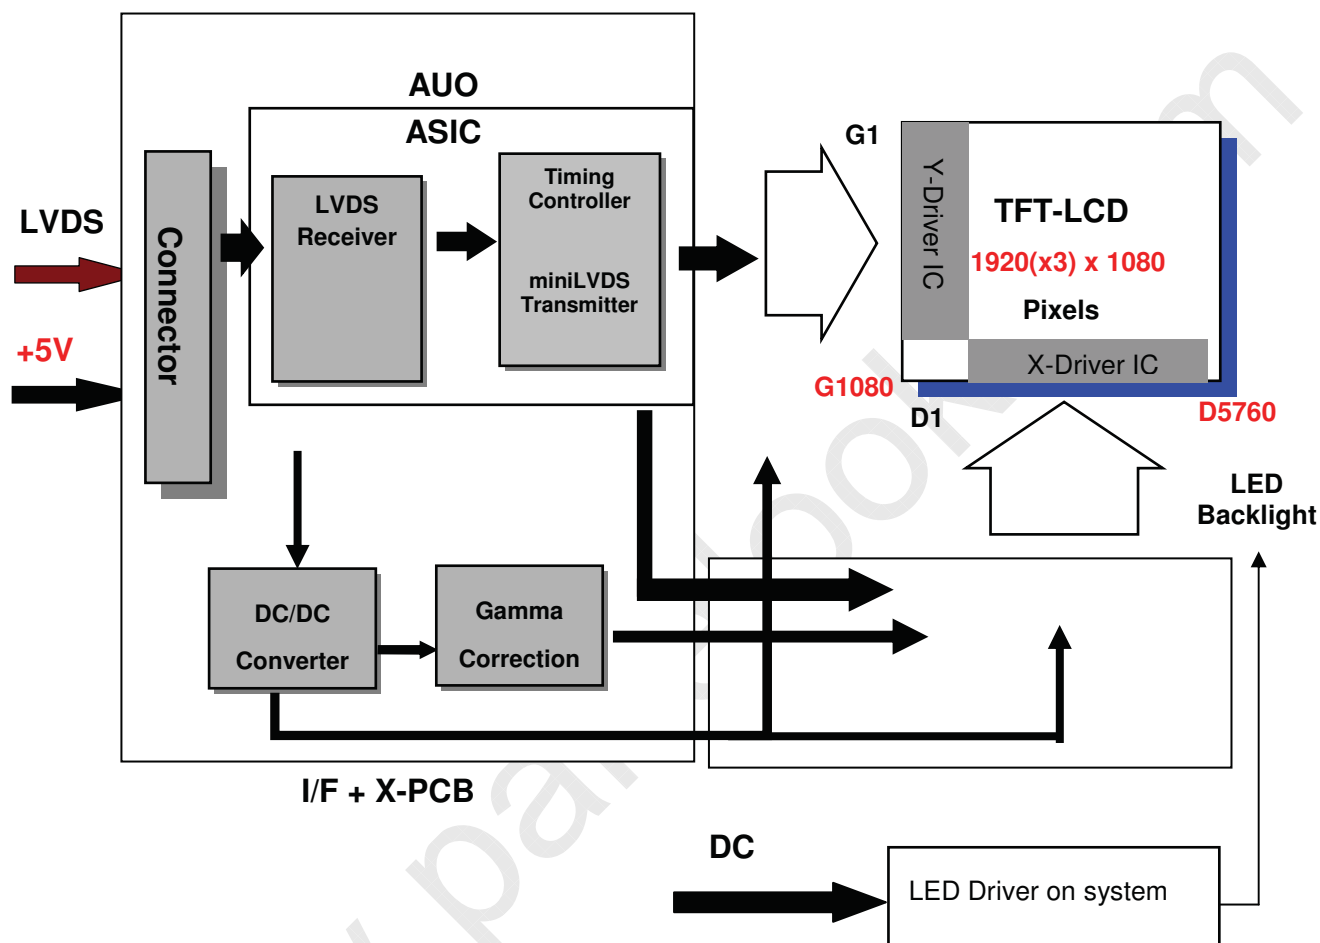 AUO
ASIC
LVDS
+5V
Connector
LVDS
Receiver
Timing
Controller
miniLVDS
Transmitter
G1
Y-Driver IC
TFT-LCD
1920(x3) x 1080
Pixels
X-Driver IC
G1080
D1
D5760
LED
Backlight
DC/DC
Converter
Gamma
Correction
I/F + X-PCB
DC
LED Driver on system